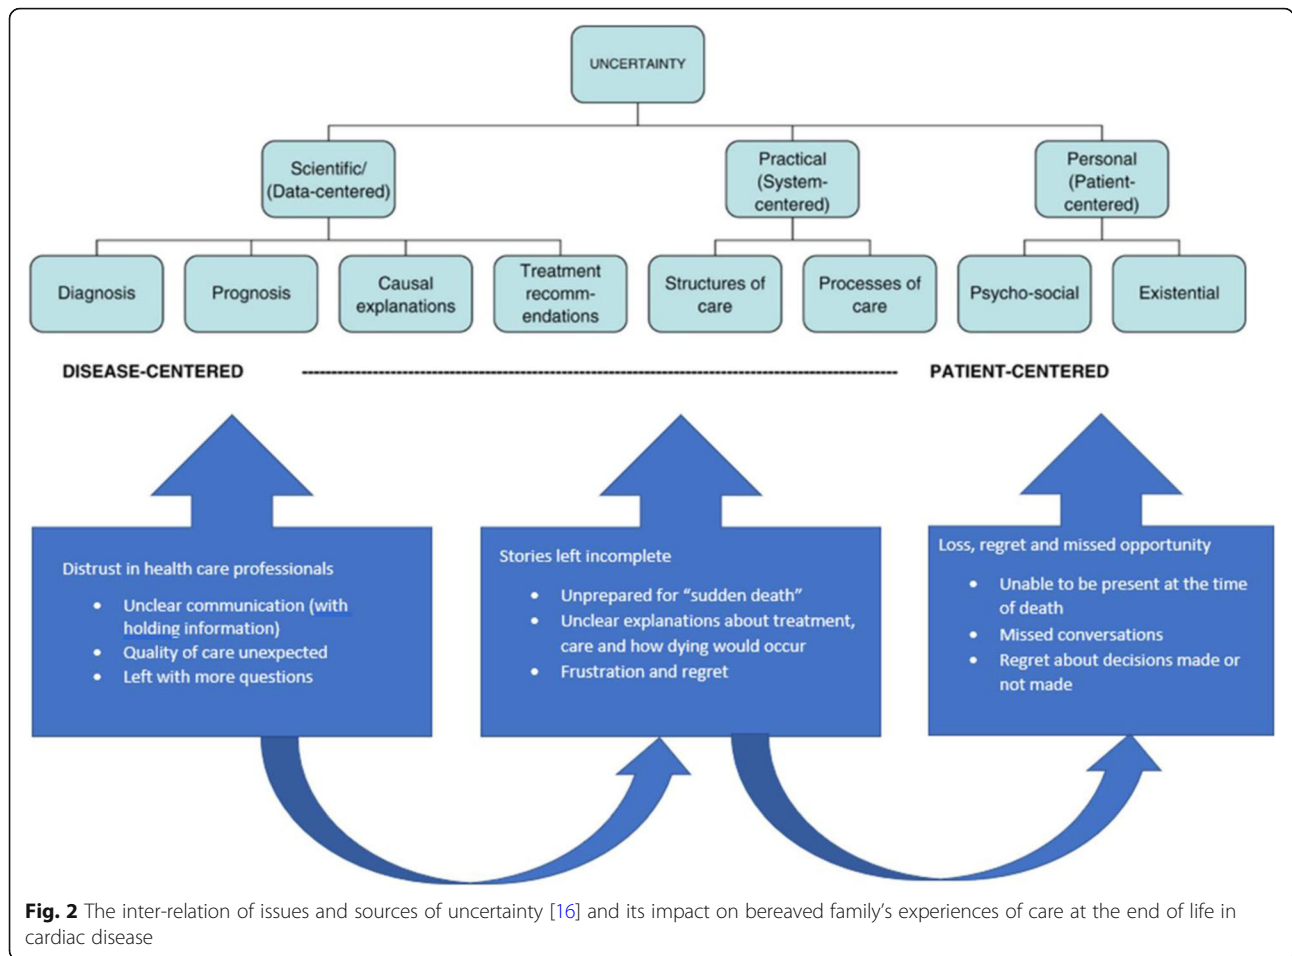 UNCERTAINTY
Scientific/
(Data-centered)
Practical
(System-
centered)
Personal
(Patient-
centered)
Diagnosis
Prognosis
Causal
explanations
Treatment
recomm-
endations
Structures of
care
Processes of
care
Psycho-social
Existential
DISEASE-CENTERED
PATIENT-CENTERED
Distrust in health care professionals
• Unclear communication (with
holding information)
• Quality of care unexpected
• Left with more questions
Stories left incomplete
• Unprepared for “sudden death”
• Unclear explanations about treatment,
care and how dying would occur
• Frustration and regret
Loss, regret and missed opportunity
• Unable to be present at the time
of death
• Missed conversations
• Regret about decisions made or
not made
Fig. 2 The inter-relation of issues and sources of uncertainty [16] and its impact on bereaved family’s experiences of care at the end of life in
cardiac disease